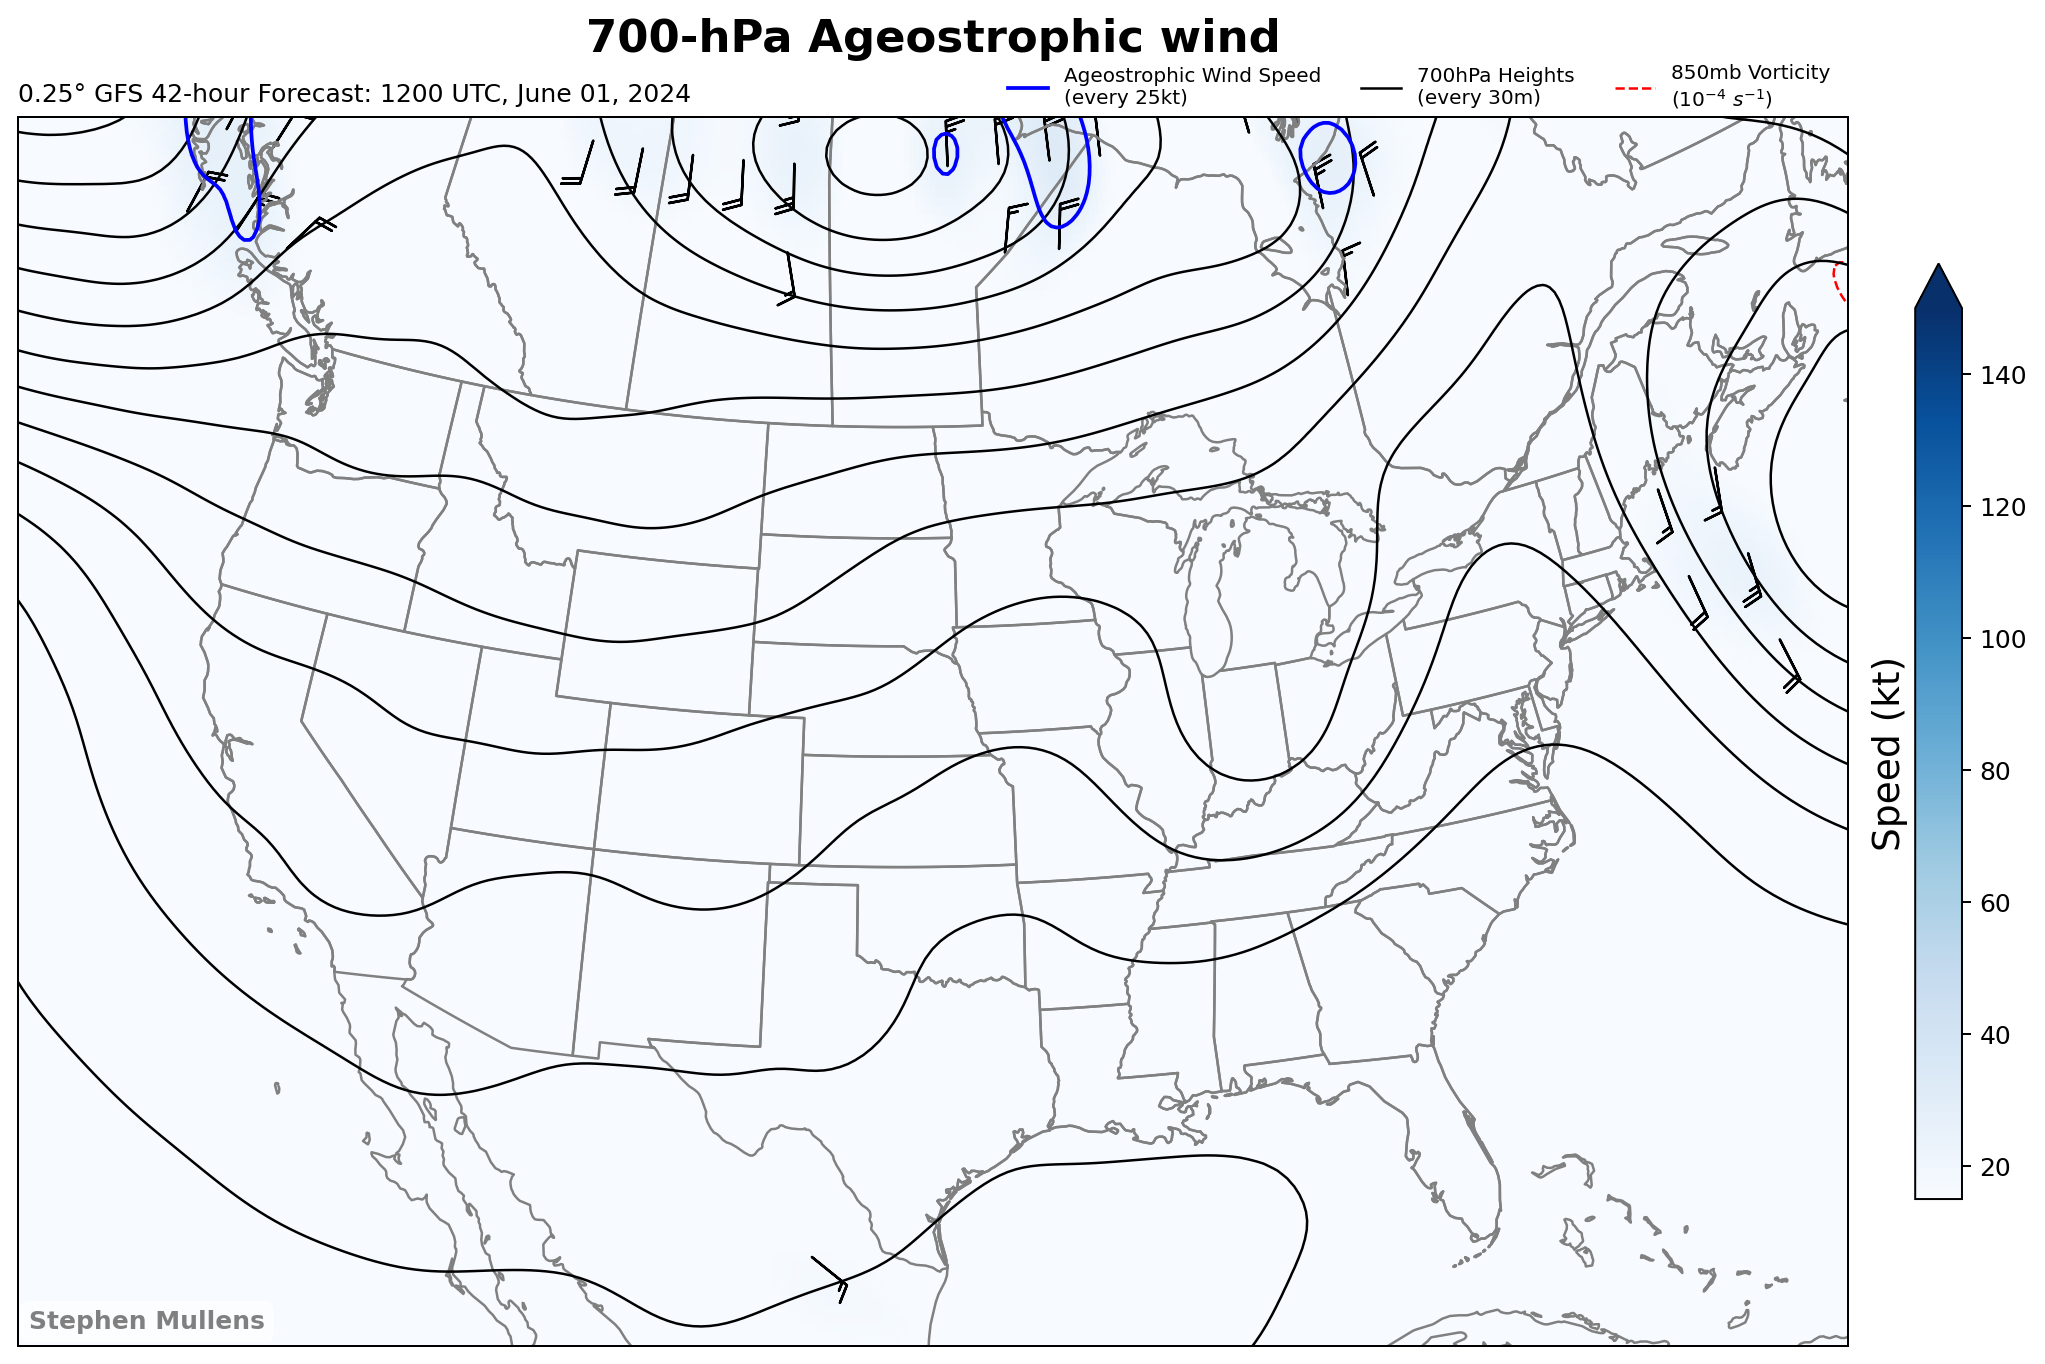 700-hPa Ageostrophic wind
0.25° GFS 42-hour Forecast: 1200 UTC, June 01, 2024
Ageostrophic Wind Speed
(every 25kt)
700hPa Heights
(every 30m)
850mb Vorticity
(10⁻⁴ s⁻¹)
140
120
100
80
60
40
20
Speed (kt)
Stephen Mullens